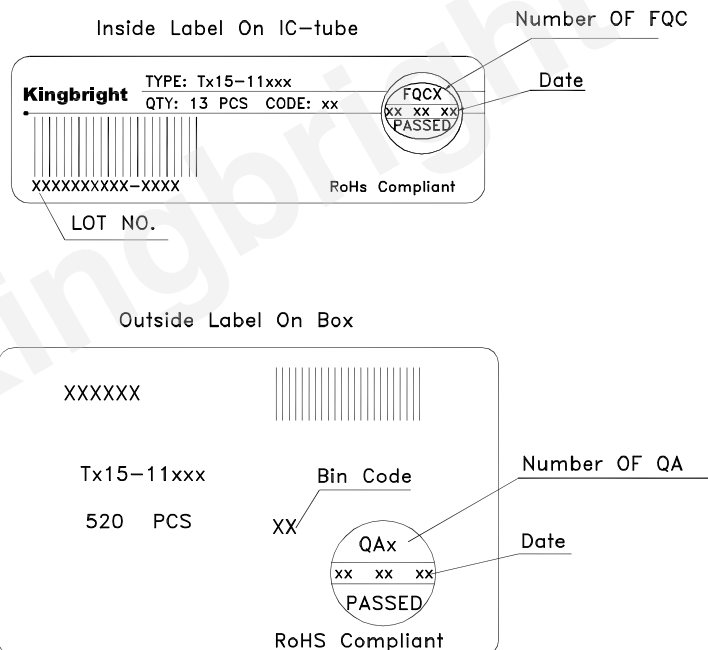 Inside Label On IC-tube
Number OF FQC
Kingbright
TYPE: Tx15-11xxx
QTY: 13 PCS CODE: xx
FQCX
xx xx xx
PASSED
Date
XXXXXXXXXX-XXXX
RoHs Compliant
LOT NO.
Kingbright
Outside Label On Box
XXXXXX
Tx15-11xxx
Bin Code
Number OF QA
520 PCS
XX
QAx
Date
xx xx xx
PASSED
RoHS Compliant